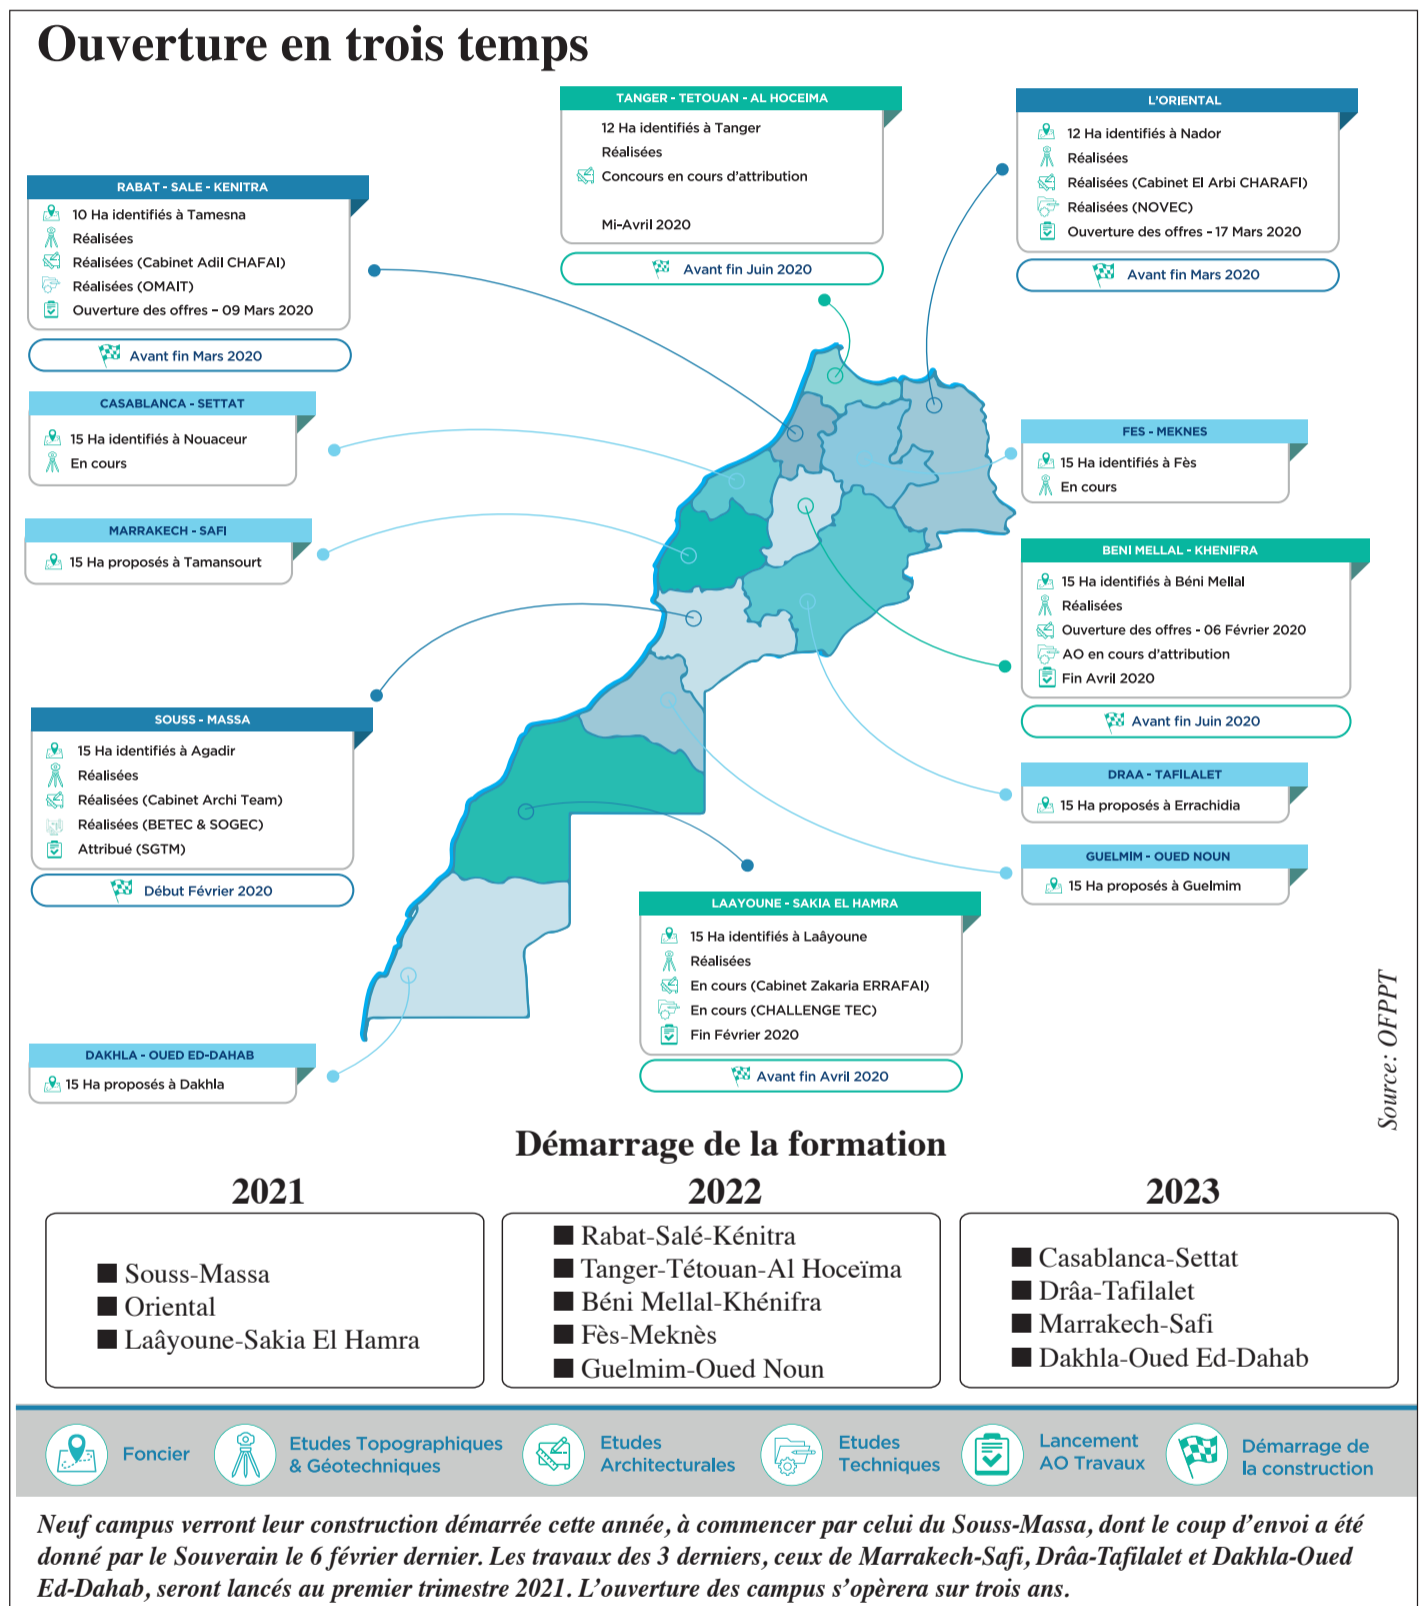 Ouverture en trois temps
TANGER - TETOUAN - AL HOCEIMA
12 Ha identifiés à Tanger
Réalisées
Concours en cours d'attribution
Mi-Avril 2020
Avant fin Juin 2020
L'ORIENTAL
12 Ha identifiés à Nador
Réalisées
Réalisées (Cabinet El Arbi CHARAFI)
Réalisées (NOVEC)
Ouverture des offres - 17 Mars 2020
Avant fin Mars 2020
RABAT - SALE - KENITRA
10 Ha identifiés à Tamesna
Réalisées
Réalisées (Cabinet Adil CHAFAI)
Réalisées (OMAIT)
Ouverture des offres – 09 Mars 2020
Avant fin Mars 2020
CASABLANCA - SETTAT
15 Ha identifiés à Nouaceur
En cours
FES - MEKNES
15 Ha identifiés à Fès
En cours
MARRAKECH - SAFI
15 Ha proposés à Tamansourt
BENI MELLAL - KHENIFRA
15 Ha identifiés à Béni Mellal
Réalisées
Ouverture des offres - 06 Février 2020
AO en cours d'attribution
Fin Avril 2020
Avant fin Juin 2020
SOUSS - MASSA
15 Ha identifiés à Agadir
Réalisées
Réalisées (Cabinet Archi Team)
Réalisées (BETEC & SOGEC)
Attribué (SGTM)
Début Février 2020
DRAA - TAFILALET
15 Ha proposés à Errachidia
GUELMIM - OUED NOUN
15 Ha proposés à Guelmim
LAAYOUNE - SAKIA EL HAMRA
15 Ha identifiés à Laâyoune
Réalisées
En cours (Cabinet Zakaria ERRAFAI)
En cours (CHALLENGE TEC)
Fin Février 2020
Avant fin Avril 2020
DAKHLA - OUED ED-DAHAB
15 Ha proposés à Dakhla
Source: OFPPT
Démarrage de la formation
2021
Souss-Massa
Oriental
Laâyoune-Sakia El Hamra
2022
Rabat-Salé-Kénitra
Tanger-Tétouan-Al Hoceïma
Béni Mellal-Khénifra
Fès-Meknès
Guelmim-Oued Noun
2023
Casablanca-Settat
Drâa-Tafilalet
Marrakech-Safi
Dakhla-Oued Ed-Dahab
Foncier
Etudes Topographiques
& Géotechniques
Etudes
Architecturales
Etudes
Techniques
Lancement
AO Travaux
Démarrage de
la construction
Neuf campus verront leur construction démarrée cette année, à commencer par celui du Souss-Massa, dont le coup d'envoi a été
donné par le Souverain le 6 février dernier. Les travaux des 3 derniers, ceux de Marrakech-Safi, Drâa-Tafilalet et Dakhla-Oued
Ed-Dahab, seront lancés au premier trimestre 2021. L'ouverture des campus s'opèrera sur trois ans.